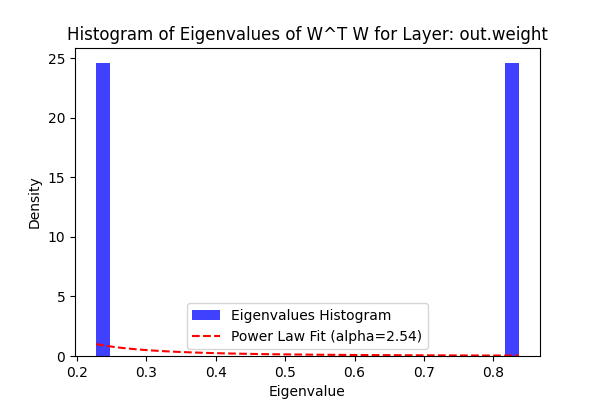 Histogram of Eigenvalues of W^T W for Layer: out.weight
Density
25
20
15
10
5
0
Eigenvalues Histogram
Power Law Fit (alpha=2.54)
0.2 0.3 0.4 0.5 0.6 0.7 0.8
Eigenvalue